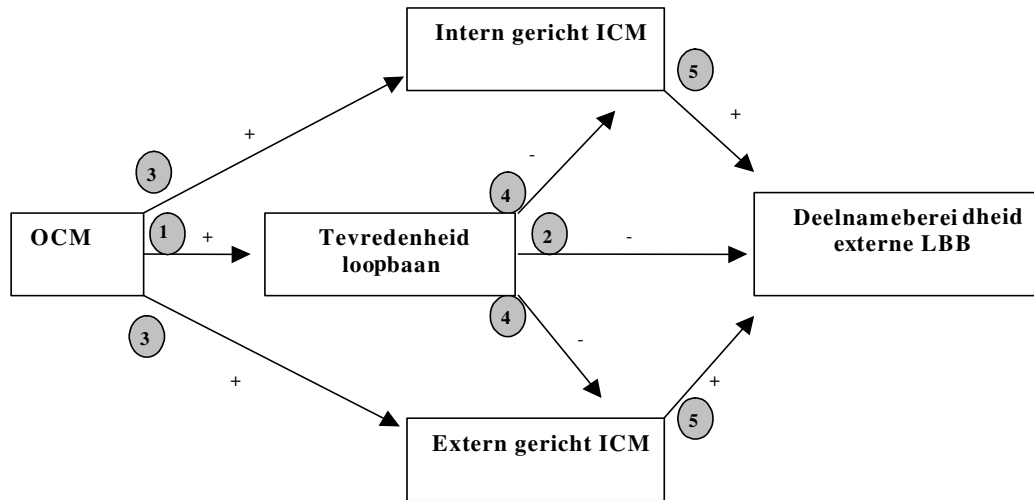 Intern gericht ICM
5
+
+
-
3
4
OCM
1
+
Tevredenheid
loopbaan
2
-
Deelnamebereidheid
externe LBB
3
4
-
+
+
5
Extern gericht ICM